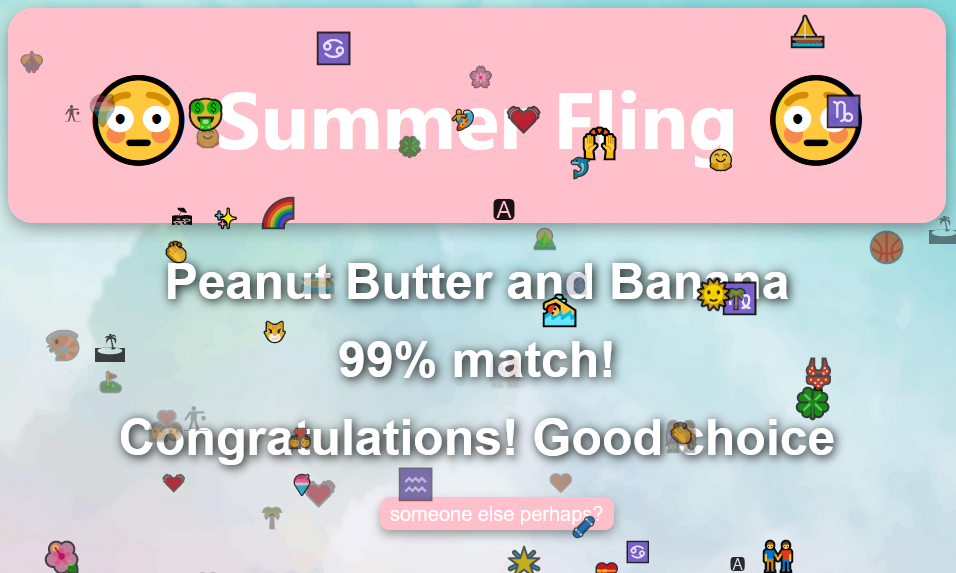 Summer Fling
Peanut Butter and Banana
99% match!
Congratulations! Good choice
someone else perhaps?